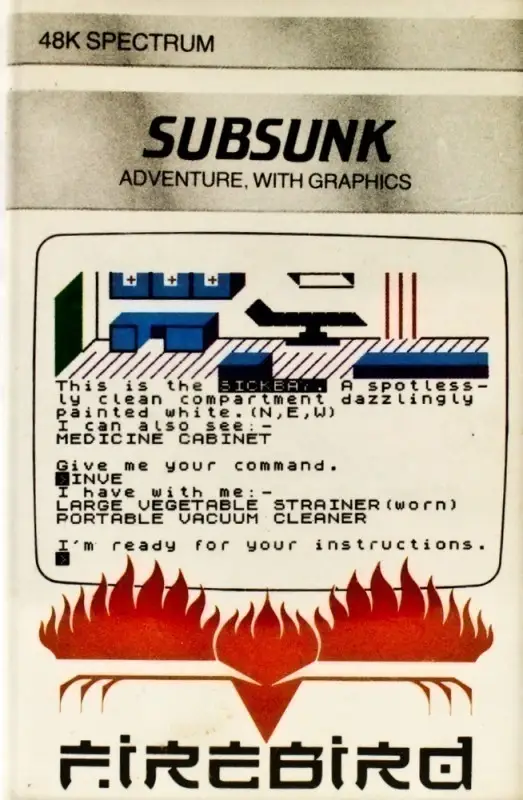 48K SPECTRUM
SUBSUNK
ADVENTURE, WITH GRAPHICS
This is the SICKBAY. A spotless-
ly clean compartment dazzlingly
painted white.(N,E,W)
I can also see:-
MEDICINE CABINET
Give me your command.
>INVE
I have with me:-
LARGE VEGETABLE STRAINER(worn)
PORTABLE VACUUM CLEANER
I'm ready for your instructions.
>
FIREBIRD